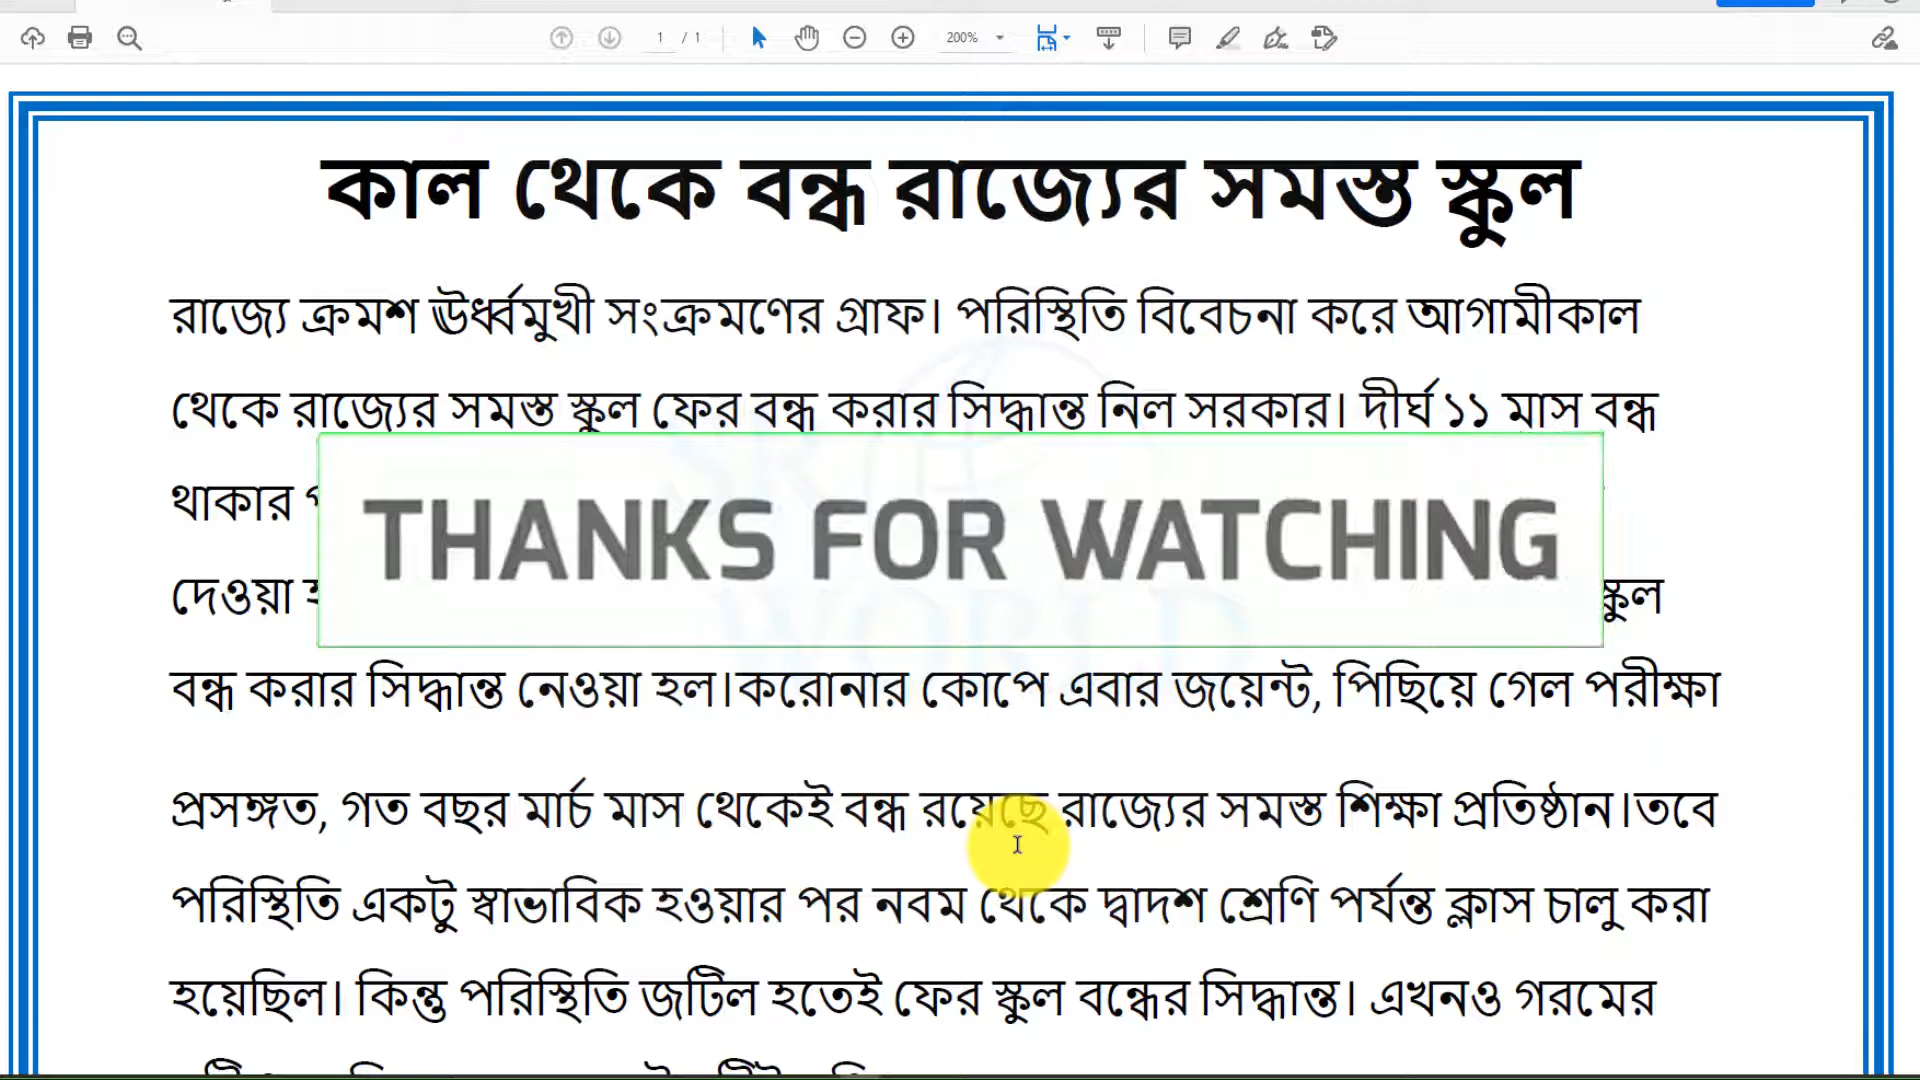 1 / 1
200%
কাল থেকে বন্ধ রাজ্যের সমস্ত স্কুল
রাজ্যে ক্রমশ ঊর্ধ্বমুখী সংক্রমণের গ্রাফ। পরিস্থিতি বিবেচনা করে আগামীকাল
থেকে রাজ্যের সমস্ত স্কুল ফের বন্ধ করার সিদ্ধান্ত নিল সরকার। দীর্ঘ ১১ মাস বন্ধ
থাকার
THANKS FOR WATCHING
দেওয়া স্কুল
WORLD
বন্ধ করার সিদ্ধান্ত নেওয়া হল।করোনার কোপে এবার জয়েন্ট, পিছিয়ে গেল পরীক্ষা
প্রসঙ্গত, গত বছর মার্চ মাস থেকেই বন্ধ রয়েছে রাজ্যের সমস্ত শিক্ষা প্রতিষ্ঠান।তবে
পরিস্থিতি একটু স্বাভাবিক হওয়ার পর নবম থেকে দ্বাদশ শ্রেণি পর্যন্ত ক্লাস চালু করা
হয়েছিল। কিন্তু পরিস্থিতি জটিল হতেই ফের স্কুল বন্ধের সিদ্ধান্ত। এখনও গরমের